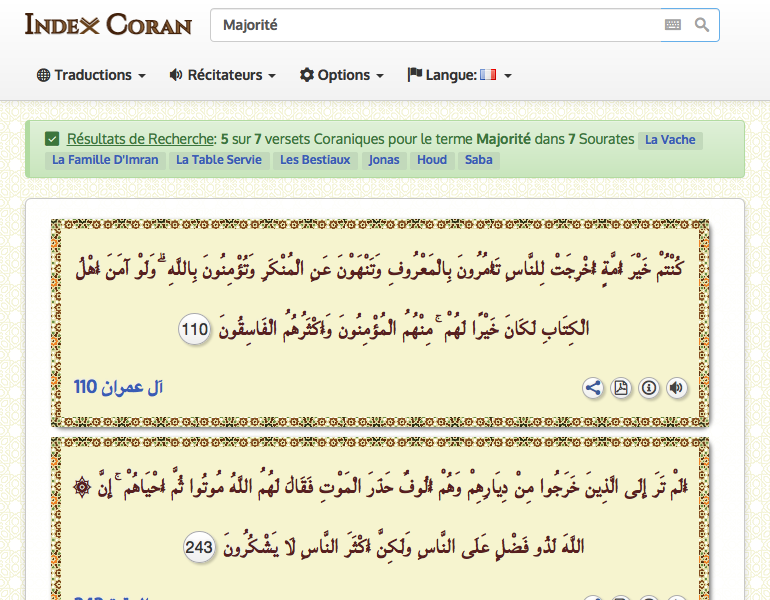 Index Coran
Majorité
Traductions Récitateurs Options Langue:
Résultats de Recherche: 5 sur 7 versets Coraniques pour le terme Majorité dans 7 Sourates La Vache
La Famille D'Imran La Table Servie Les Bestiaux Jonas Houd Saba
كُنْتُمْ خَيْرَ أُمَّةٍ أُخْرِجَتْ لِلنَّاسِ تَأْمُرُونَ بِالْمَعْرُوفِ وَتَنْهَوْنَ عَنِ الْمُنْكَرِ وَتُؤْمِنُونَ بِاللَّهِ ۗ وَلَوْ آمَنَ أَهْلُ
الْكِتَابِ لَكَانَ خَيْرًا لَهُمْ ۚ مِنْهُمُ الْمُؤْمِنُونَ وَأَكْثَرُهُمُ الْفَاسِقُونَ 110
آل عمران 110
۞ أَلَمْ تَرَ إِلَى الَّذِينَ خَرَجُوا مِنْ دِيَارِهِمْ وَهُمْ أُلُوفٌ حَذَرَ الْمَوْتِ فَقَالَ لَهُمُ اللَّهُ مُوتُوا ثُمَّ أَحْيَاهُمْ ۚ إِنَّ
اللَّهَ لَذُو فَضْلٍ عَلَى النَّاسِ وَلَٰكِنَّ أَكْثَرَ النَّاسِ لَا يَشْكُرُونَ 243